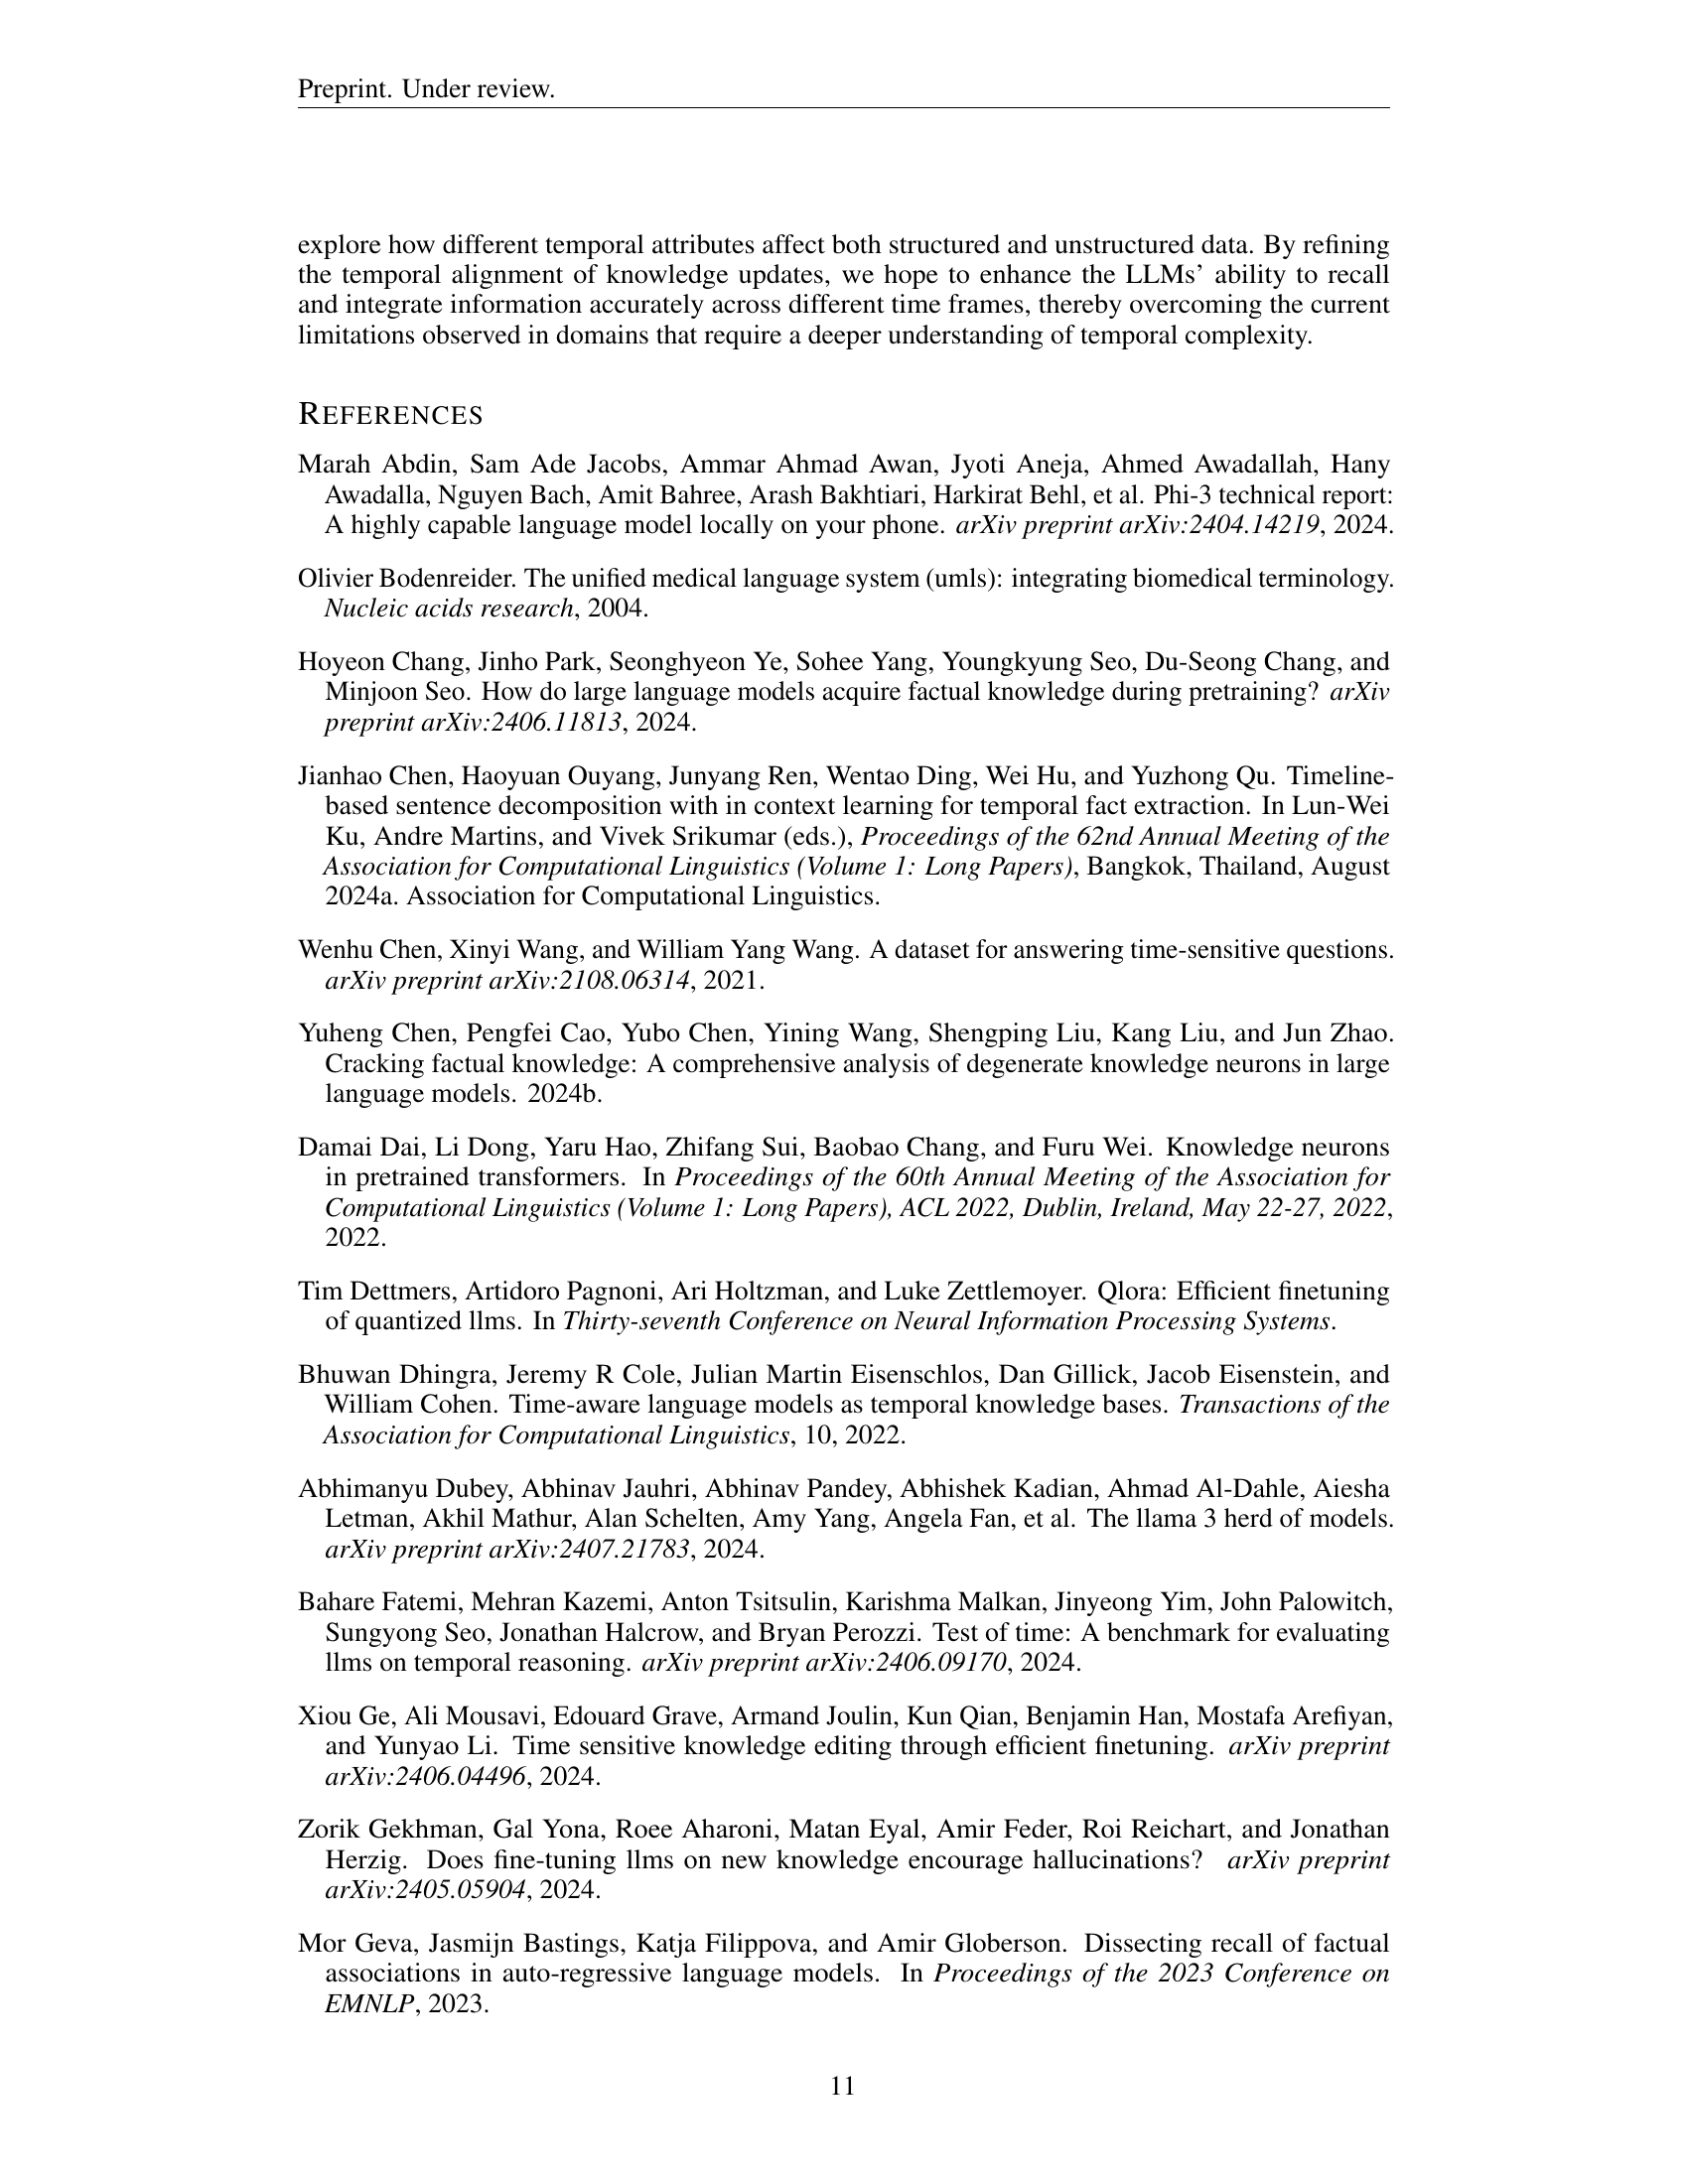 Preprint. Under review.
explore how different temporal attributes affect both structured and unstructured data. By refining
the temporal alignment of knowledge updates, we hope to enhance the LLMs' ability to recall
and integrate information accurately across different time frames, thereby overcoming the current
limitations observed in domains that require a deeper understanding of temporal complexity.
REFERENCES
Marah Abdin, Sam Ade Jacobs, Ammar Ahmad Awan, Jyoti Aneja, Ahmed Awadallah, Hany
Awadalla, Nguyen Bach, Amit Bahree, Arash Bakhtiari, Harkirat Behl, et al. Phi-3 technical report:
A highly capable language model locally on your phone. arXiv preprint arXiv:2404.14219, 2024.
Olivier Bodenreider. The unified medical language system (umls): integrating biomedical terminology.
Nucleic acids research, 2004.
Hoyeon Chang, Jinho Park, Seonghyeon Ye, Sohee Yang, Youngkyung Seo, Du-Seong Chang, and
Minjoon Seo. How do large language models acquire factual knowledge during pretraining? arXiv
preprint arXiv:2406.11813, 2024.
Jianhao Chen, Haoyuan Ouyang, Junyang Ren, Wentao Ding, Wei Hu, and Yuzhong Qu. Timeline-
based sentence decomposition with in context learning for temporal fact extraction. In Lun-Wei
Ku, Andre Martins, and Vivek Srikumar (eds.), Proceedings of the 62nd Annual Meeting of the
Association for Computational Linguistics (Volume 1: Long Papers), Bangkok, Thailand, August
2024a. Association for Computational Linguistics.
Wenhu Chen, Xinyi Wang, and William Yang Wang. A dataset for answering time-sensitive questions.
arXiv preprint arXiv:2108.06314, 2021.
Yuheng Chen, Pengfei Cao, Yubo Chen, Yining Wang, Shengping Liu, Kang Liu, and Jun Zhao.
Cracking factual knowledge: A comprehensive analysis of degenerate knowledge neurons in large
language models. 2024b.
Damai Dai, Li Dong, Yaru Hao, Zhifang Sui, Baobao Chang, and Furu Wei. Knowledge neurons
in pretrained transformers. In Proceedings of the 60th Annual Meeting of the Association for
Computational Linguistics (Volume 1: Long Papers), ACL 2022, Dublin, Ireland, May 22-27, 2022,
2022.
Tim Dettmers, Artidoro Pagnoni, Ari Holtzman, and Luke Zettlemoyer. Qlora: Efficient finetuning
of quantized llms. In Thirty-seventh Conference on Neural Information Processing Systems.
Bhuwan Dhingra, Jeremy R Cole, Julian Martin Eisenschlos, Dan Gillick, Jacob Eisenstein, and
William Cohen. Time-aware language models as temporal knowledge bases. Transactions of the
Association for Computational Linguistics, 10, 2022.
Abhimanyu Dubey, Abhinav Jauhri, Abhinav Pandey, Abhishek Kadian, Ahmad Al-Dahle, Aiesha
Letman, Akhil Mathur, Alan Schelten, Amy Yang, Angela Fan, et al. The llama 3 herd of models.
arXiv preprint arXiv:2407.21783, 2024.
Bahare Fatemi, Mehran Kazemi, Anton Tsitsulin, Karishma Malkan, Jinyeong Yim, John Palowitch,
Sungyong Seo, Jonathan Halcrow, and Bryan Perozzi. Test of time: A benchmark for evaluating
llms on temporal reasoning. arXiv preprint arXiv:2406.09170, 2024.
Xiou Ge, Ali Mousavi, Edouard Grave, Armand Joulin, Kun Qian, Benjamin Han, Mostafa Arefiyan,
and Yunyao Li. Time sensitive knowledge editing through efficient finetuning. arXiv preprint
arXiv:2406.04496, 2024.
Zorik Gekhman, Gal Yona, Roee Aharoni, Matan Eyal, Amir Feder, Roi Reichart, and Jonathan
Herzig. Does fine-tuning llms on new knowledge encourage hallucinations? arXiv preprint
arXiv:2405.05904, 2024.
Mor Geva, Jasmijn Bastings, Katja Filippova, and Amir Globerson. Dissecting recall of factual
associations in auto-regressive language models. In Proceedings of the 2023 Conference on
EMNLP, 2023.
11